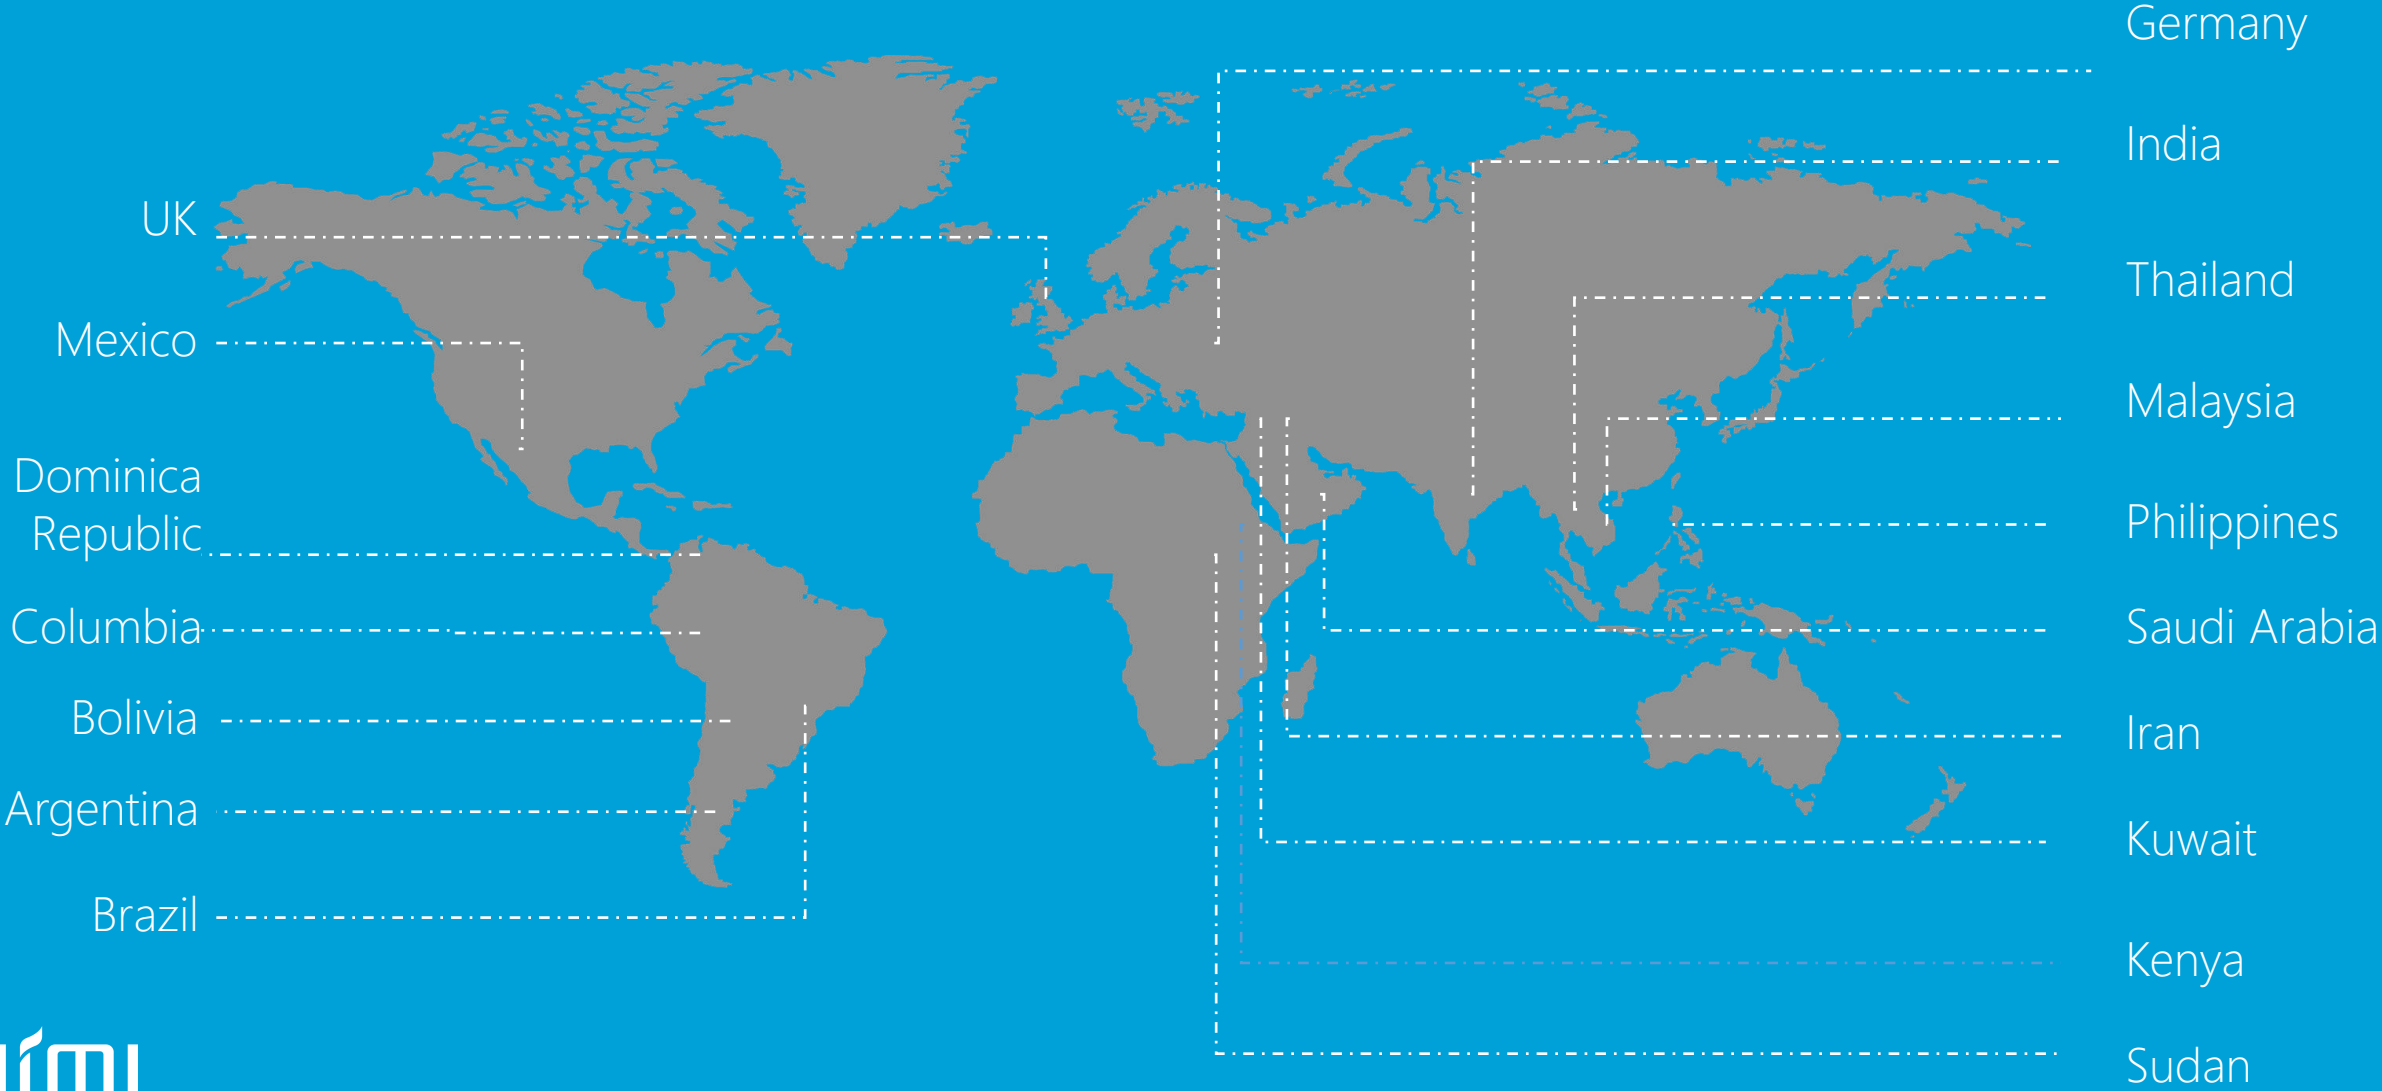 UK
Mexico
Dominica
Republic
Columbia
Bolivia
Argentina
Brazil
Germany
India
Thailand
Malaysia
Philippines
Saudi Arabia
Iran
Kuwait
Kenya
Sudan